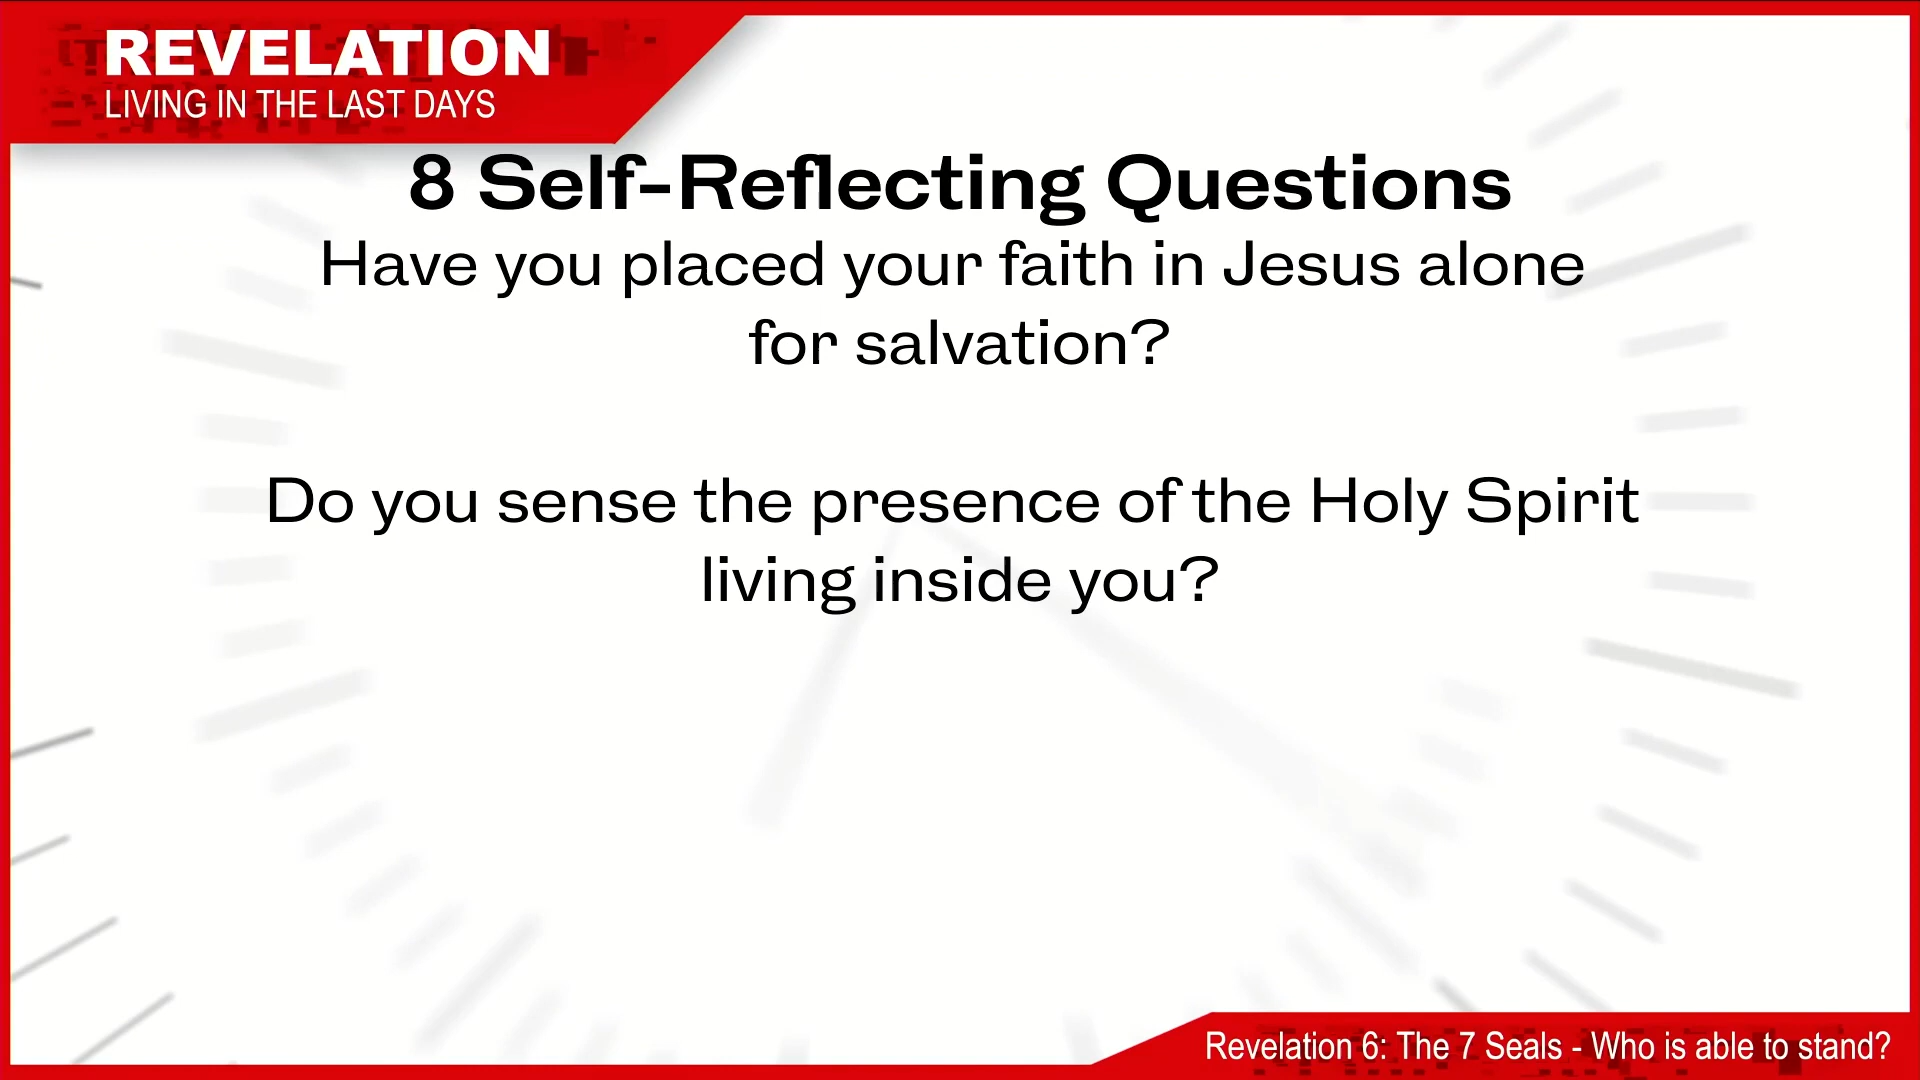 REVELATION
LIVING IN THE LAST DAYS
8 Self-Reflecting Questions
Have you placed your faith in Jesus alone
for salvation?
Do you sense the presence of the Holy Spirit
living inside you?
Revelation 6: The 7 Seals - Who is able to stand?